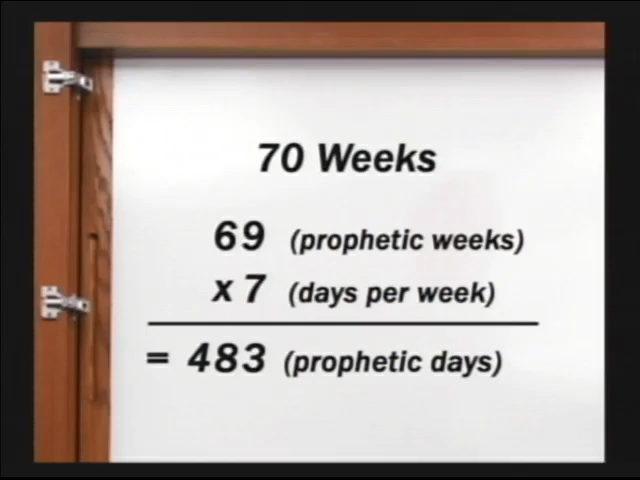 70 Weeks
69 (prophetic weeks)
x 7 (days per week)
= 483 (prophetic days)